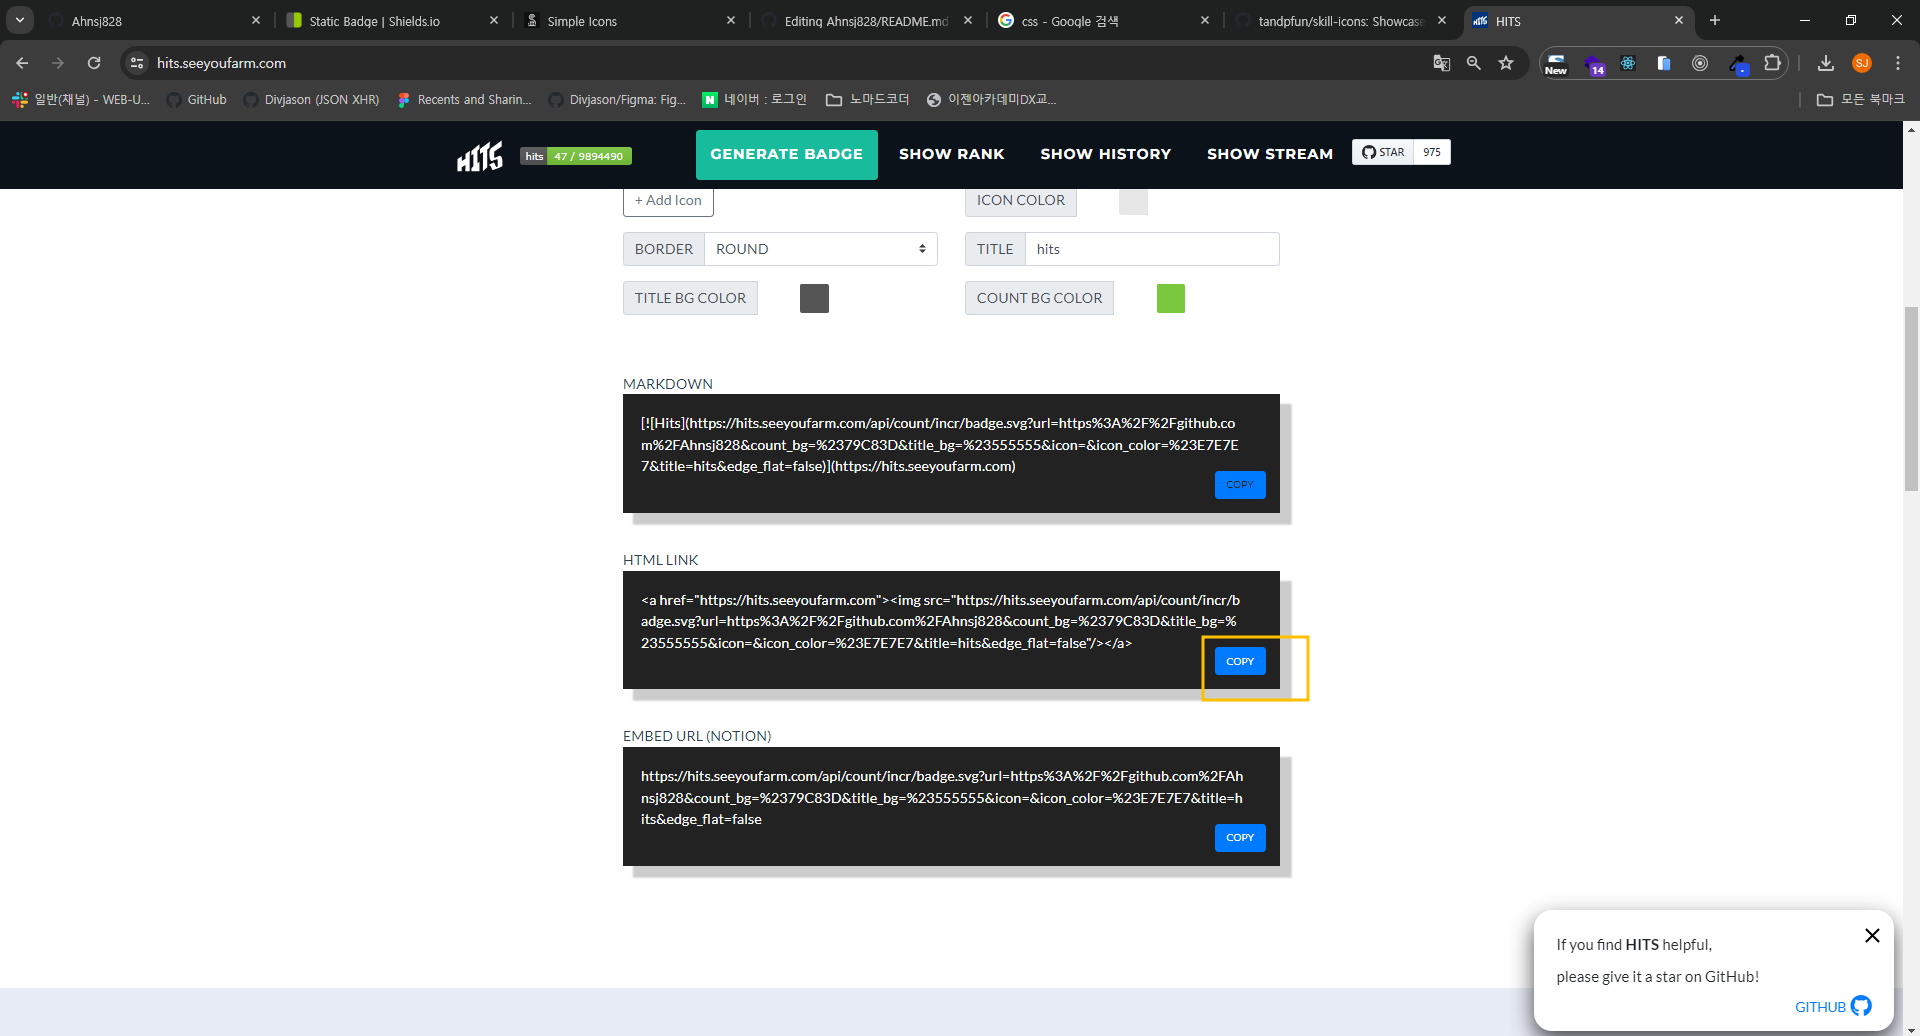 Ahnsj828
Static Badge | Shields.io
Simple Icons
Editing Ahnsj828/README.md
css - Google 검색
tandpfun/skill-icons: Showcase
HITS
hits.seeyoufarm.com
New
14
SJ
일반(채널) - WEB-U...
GitHub
Divjason (JSON XHR)
Recents and Sharin...
Divjason/Figma: Fig...
N 네이버 : 로그인
노마드코더
이젠아카데미DX교...
모든 북마크
HITS
hits 47 / 9894490
GENERATE BADGE
SHOW RANK
SHOW HISTORY
SHOW STREAM
STAR 975
+ Add Icon
ICON COLOR
BORDER ROUND
TITLE hits
TITLE BG COLOR
COUNT BG COLOR
MARKDOWN
[![Hits](https://hits.seeyoufarm.com/api/count/incr/badge.svg?url=https%3A%2F%2Fgithub.co
m%2FAhnsj828&count_bg=%2379C83D&title_bg=%23555555&icon=&icon_color=%23E7E7E
7&title=hits&edge_flat=false)](https://hits.seeyoufarm.com)
COPY
HTML LINK
<a href="https://hits.seeyoufarm.com"><img src="https://hits.seeyoufarm.com/api/count/incr/b
adge.svg?url=https%3A%2F%2Fgithub.com%2FAhnsj828&count_bg=%2379C83D&title_bg=%
23555555&icon=&icon_color=%23E7E7E7&title=hits&edge_flat=false"/></a>
COPY
EMBED URL (NOTION)
https://hits.seeyoufarm.com/api/count/incr/badge.svg?url=https%3A%2F%2Fgithub.com%2FAh
nsj828&count_bg=%2379C83D&title_bg=%23555555&icon=&icon_color=%23E7E7E7&title=h
its&edge_flat=false
COPY
If you find HITS helpful,
please give it a star on GitHub!
GITHUB